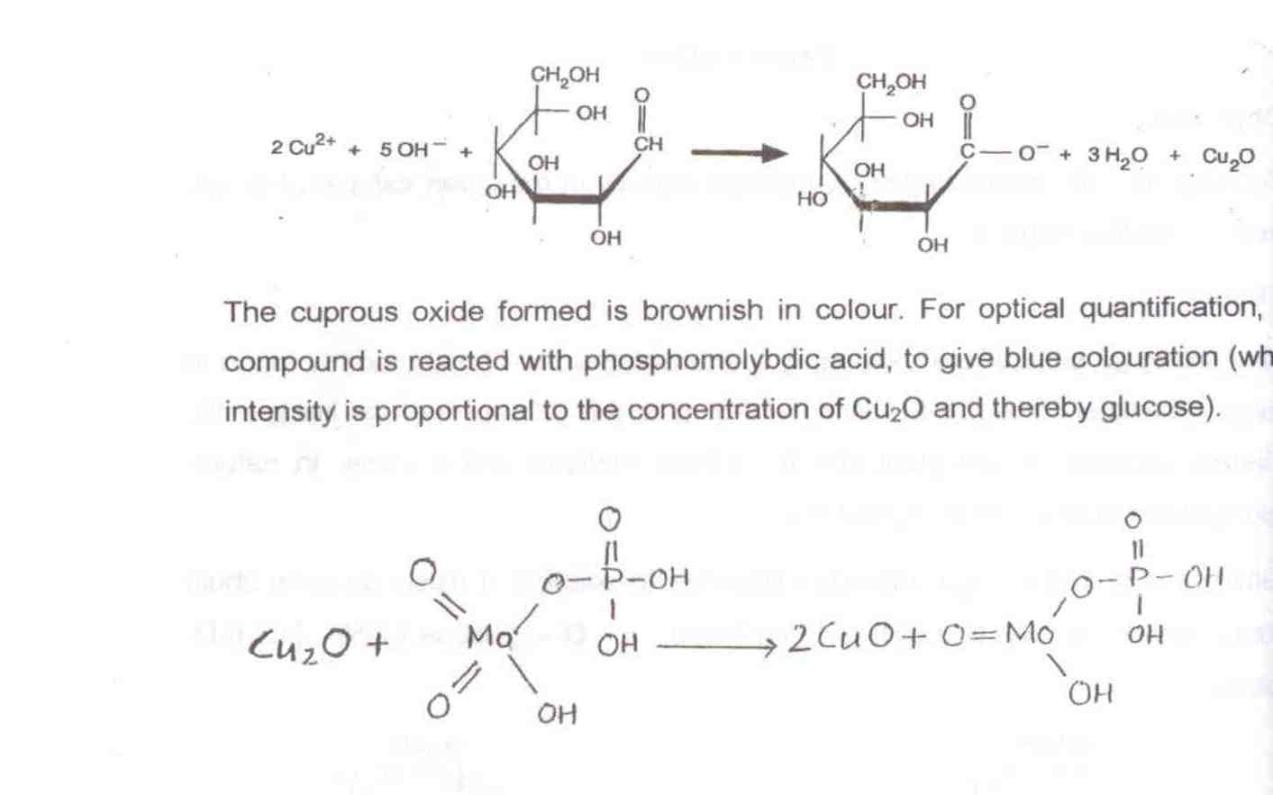 CH₂OH CH₂OH
O O
OH OH
2 Cu²⁺ + 5 OH⁻ + CH C—O⁻ + 3 H₂O + Cu₂O
OH OH
OH HO
OH OH
The cuprous oxide formed is brownish in colour. For optical quantification,
compound is reacted with phosphomolybdic acid, to give blue colouration (wh
intensity is proportional to the concentration of Cu₂O and thereby glucose).
O O
O O-P-OH O-P-OH
Cu₂O + Mo OH → 2CuO + O=Mo OH
O OH OH